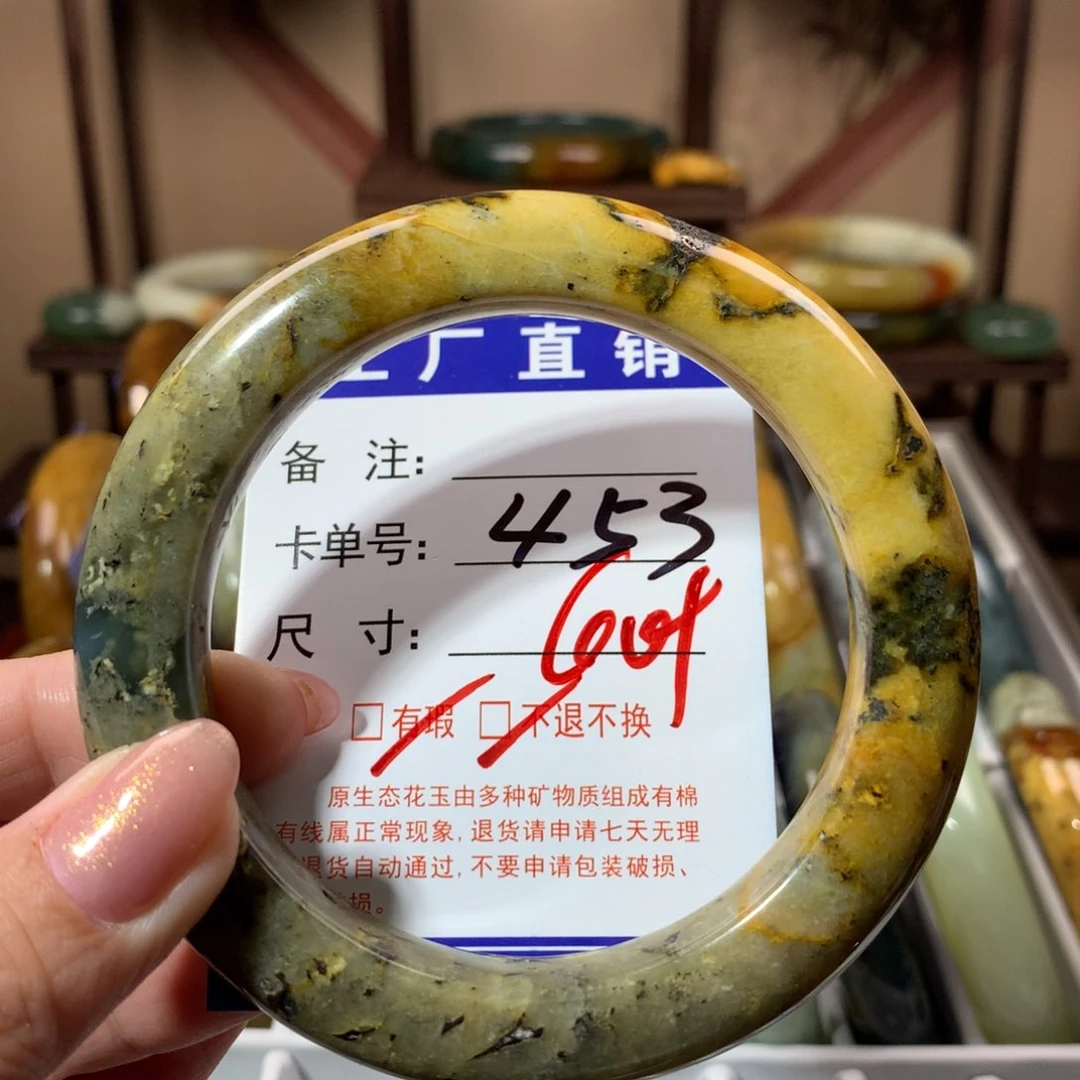 厂直销
备 注:
卡单号: 453
尺 寸:
□有瑕 □不退不换
原生态花玉由多种矿物质组成有棉
有线属正常现象,退货请申请七天无理
退货自动通过,不要申请包装破损、
损。